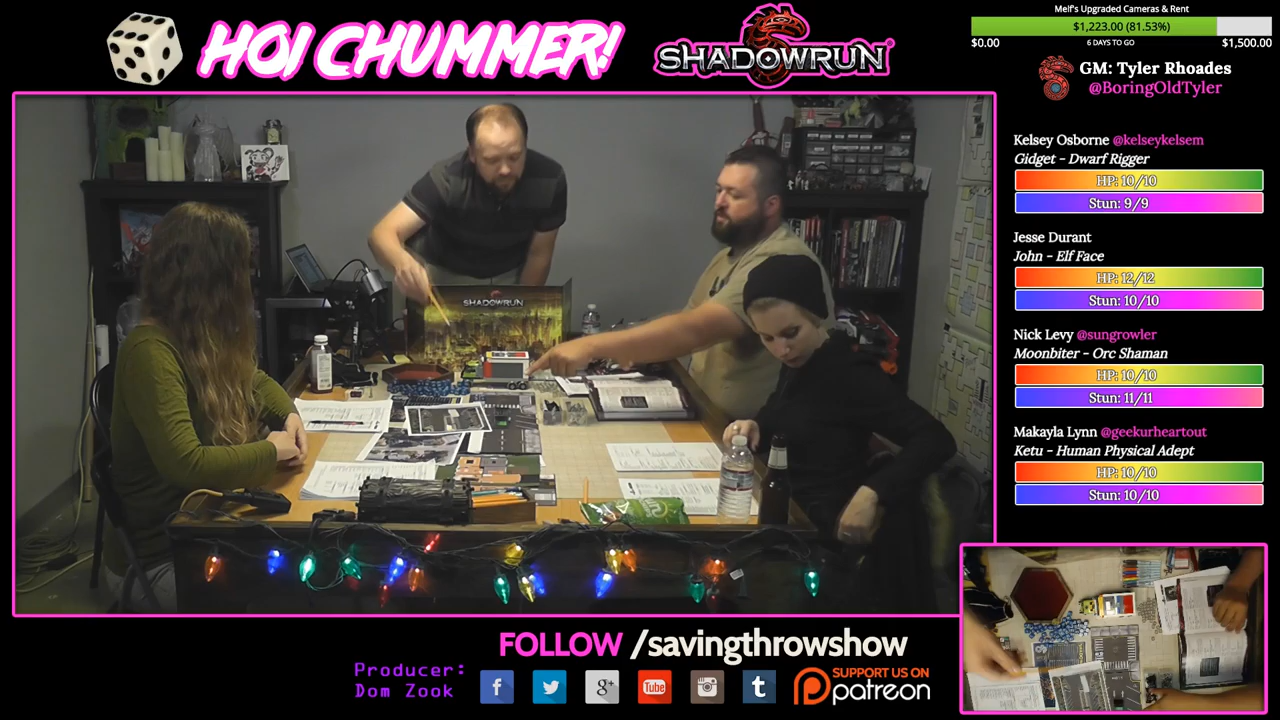 HOI CHUMMER!
SHADOWRUN
Melf's Upgraded Cameras & Rent
$1,223.00 (81.53%)
$0.00 6 DAYS TO GO $1,500.00
GM: Tyler Rhoades
@BoringOldTyler
Kelsey Osborne @kelseykelsem
Gidget - Dwarf Rigger
HP: 10/10
Stun: 9/9
Jesse Durant
John - Elf Face
HP: 12/12
Stun: 10/10
Nick Levy @sungrowler
Moonbiter - Orc Shaman
HP: 10/10
Stun: 11/11
Makayla Lynn @geekurheartout
Ketu - Human Physical Adept
HP: 10/10
Stun: 10/10
SHADOWRUN
FOLLOW /savingthrowshow
Producer:
Dom Zook
f g+ You Tube t
SUPPORT US ON
patreon